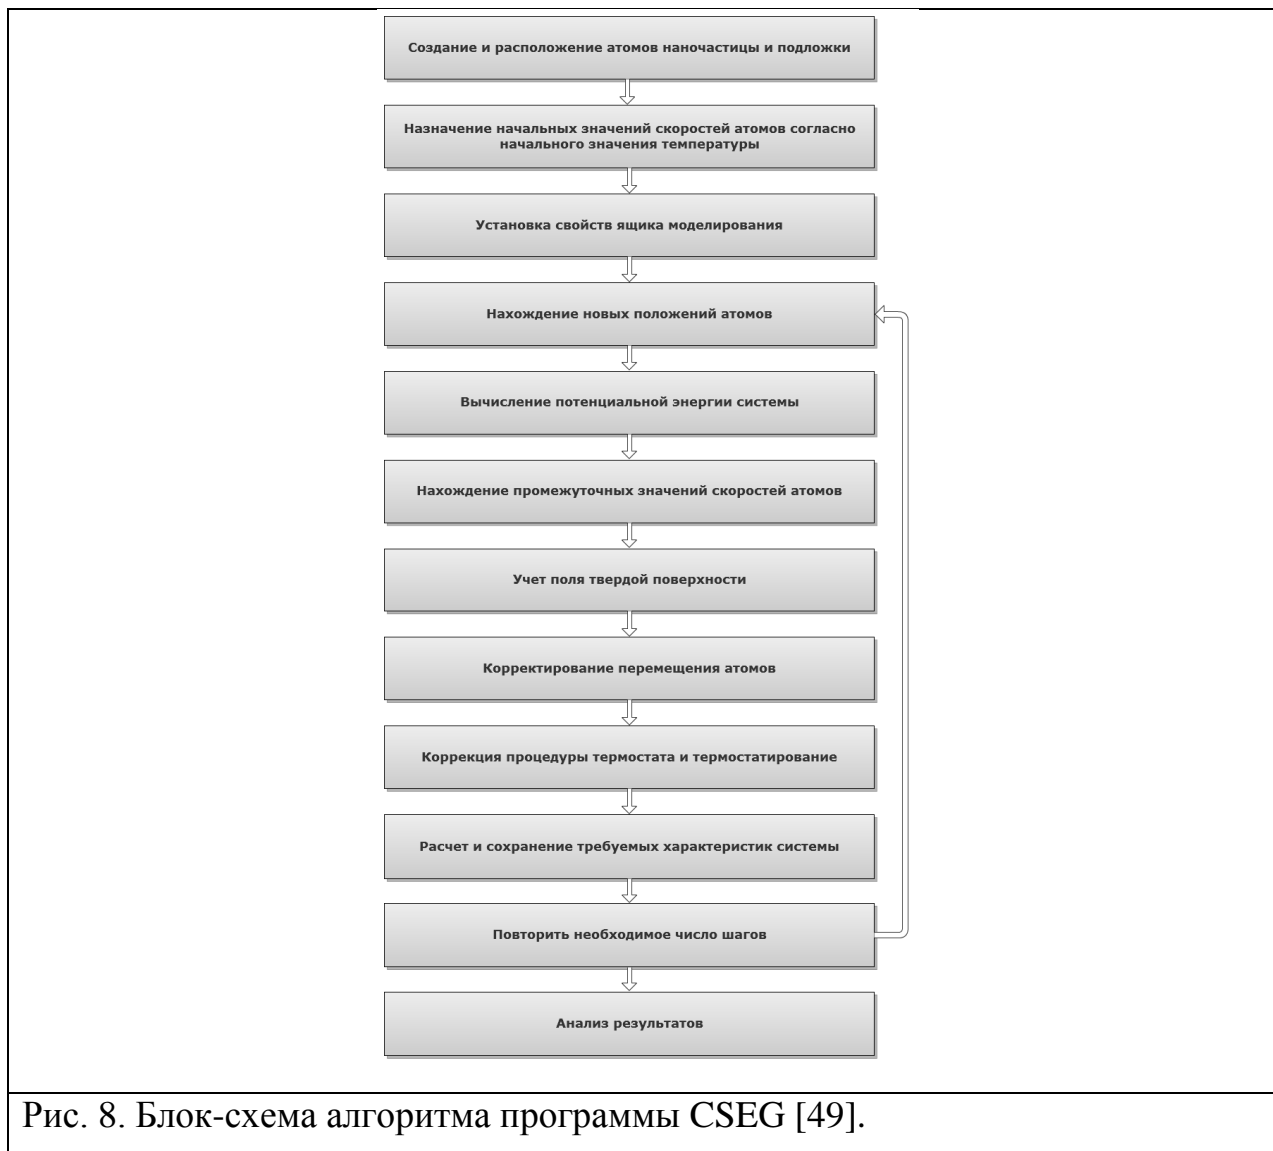 Создание и расположение атомов наночастицы и подложки
Назначение начальных значений скоростей атомов согласно
начального значения температуры
Установка свойств ящика моделирования
Нахождение новых положений атомов
Вычисление потенциальной энергии системы
Нахождение промежуточных значений скоростей атомов
Учет поля твердой поверхности
Корректирование перемещения атомов
Коррекция процедуры термостата и термостатирование
Расчет и сохранение требуемых характеристик системы
Повторить необходимое число шагов
Анализ результатов
Рис. 8. Блок-схема алгоритма программы CSEG [49].